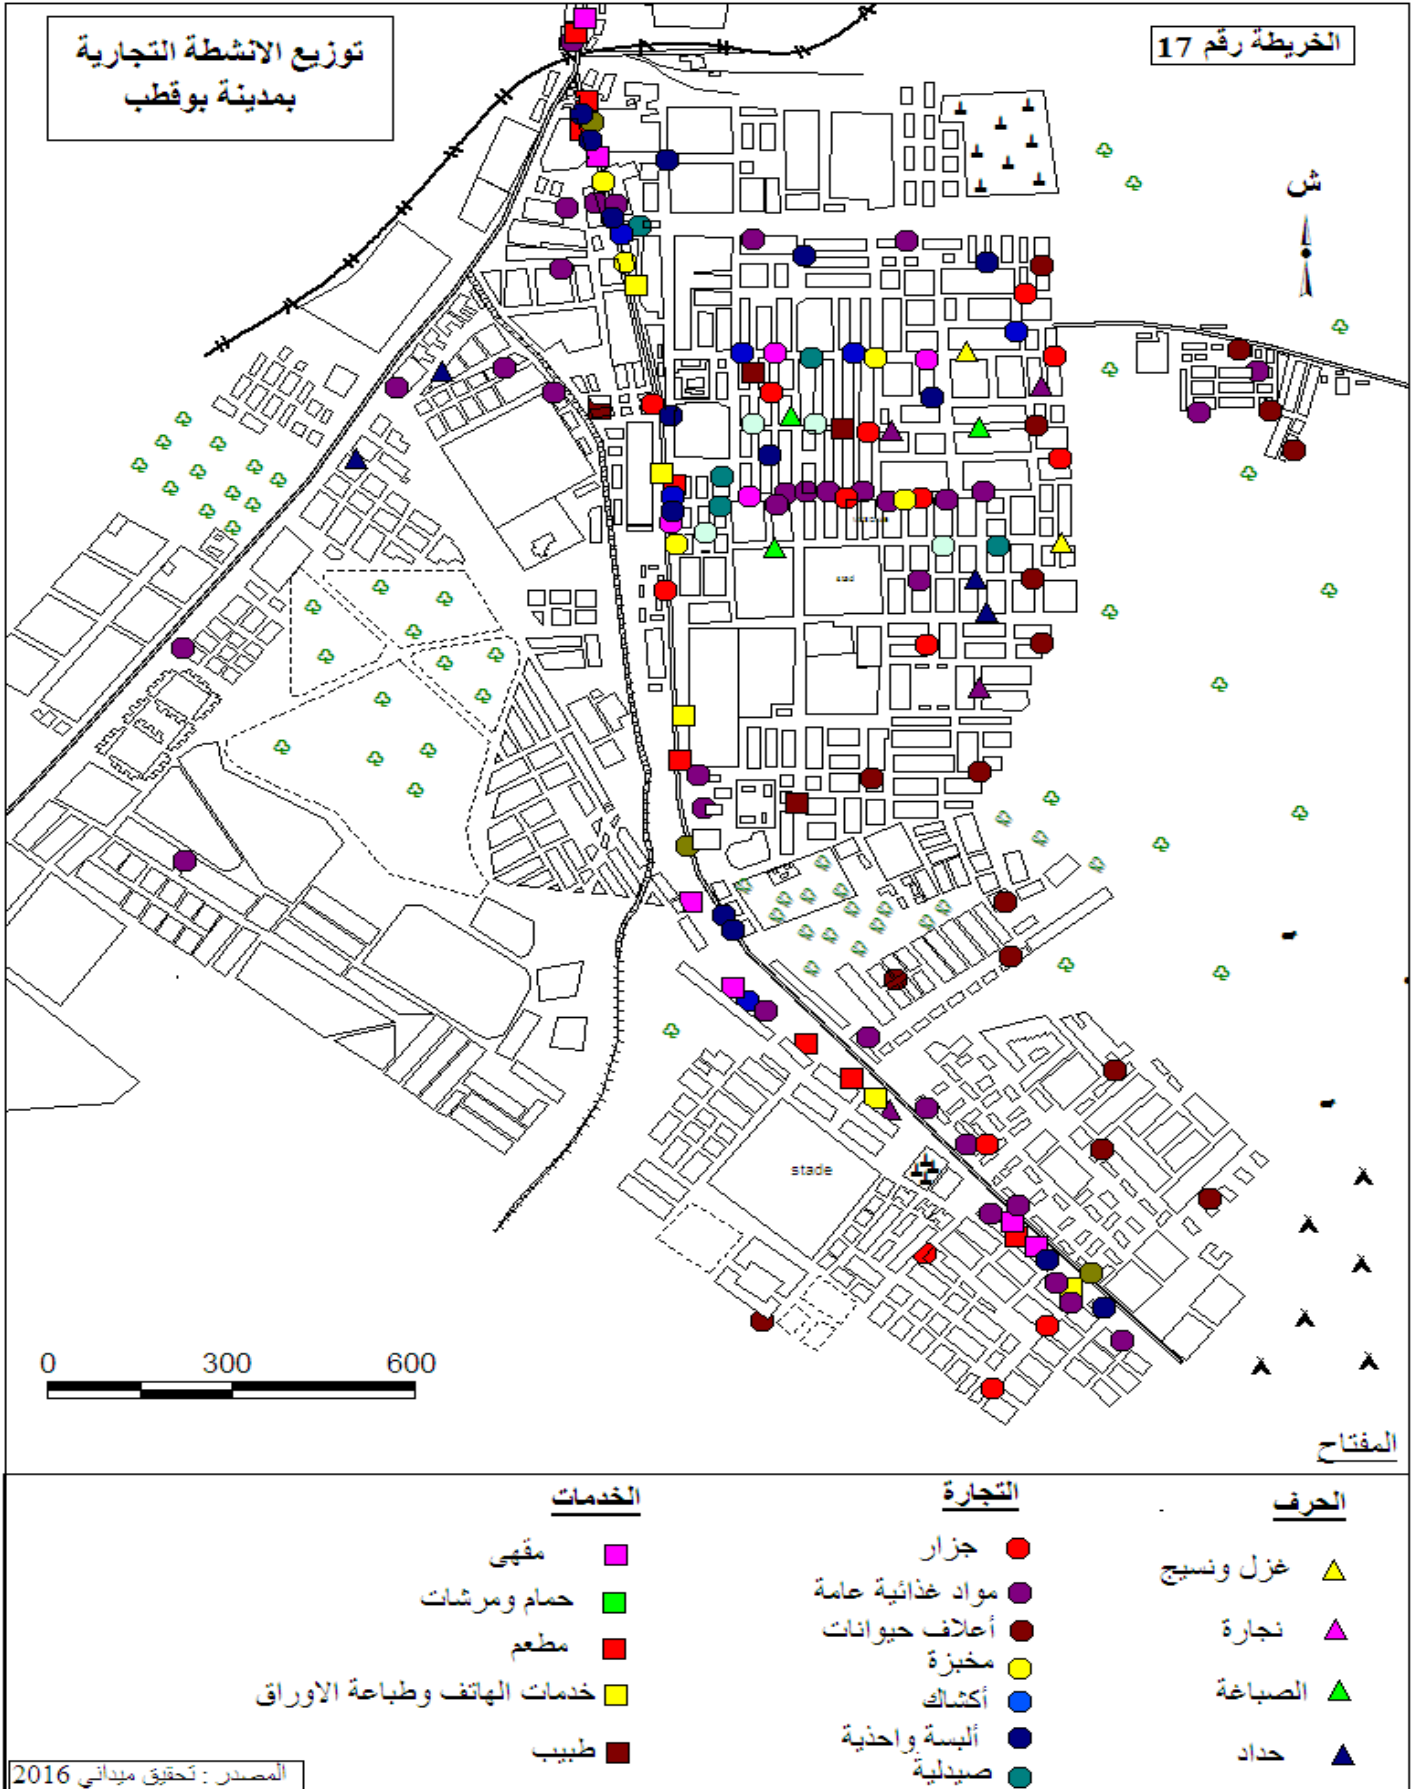 الخريطة رقم 17
توزيع الانشطة التجارية
بمدينة بوقطب
ش
stad
stade
0 300 600
المفتاح
الحرف
غزل ونسيج
نجارة
الصباغة
حداد
التجارة
جزار
مواد غذائية عامة
أعلاف حيوانات
مخبزة
أكشاك
ألبسة واحذية
صيدلية
الخدمات
مقهى
حمام ومرشات
مطعم
خدمات الهاتف وطباعة الاوراق
طبيب
المصدر : تحقيق ميداني 2016